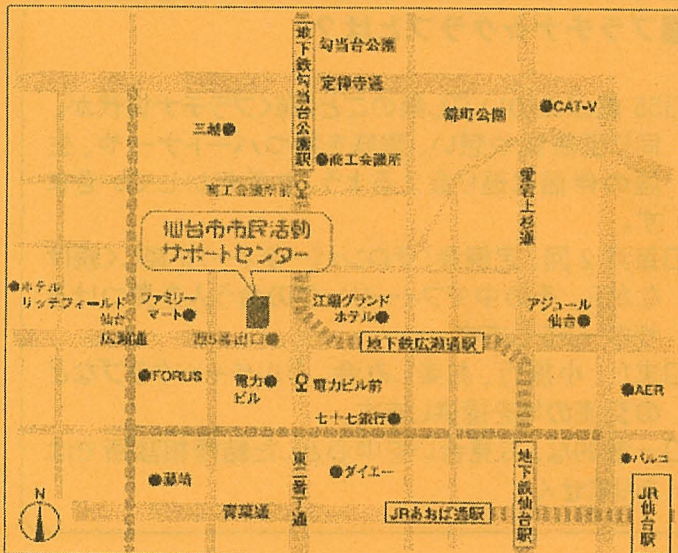 地下鉄勾当台公園駅
勾当台公園
定禅寺通
錦町公園
CAT-V
三越
商工会議所
商工会議所前
愛宕上杉通
仙台市市民活動
サポートセンター
ホテル
リッチフィールド
仙台
ファミリー
マート
江陽グランド
ホテル
アジュール
仙台
広瀬通
西5番出口
地下鉄広瀬通駅
FORUS
電力
ビル
電力ビル前
AER
七十七銀行
藤崎
東二番丁通
ダイエー
地下鉄仙台駅
パルコ
N
青葉通
JRあおば通駅
JR
仙台駅